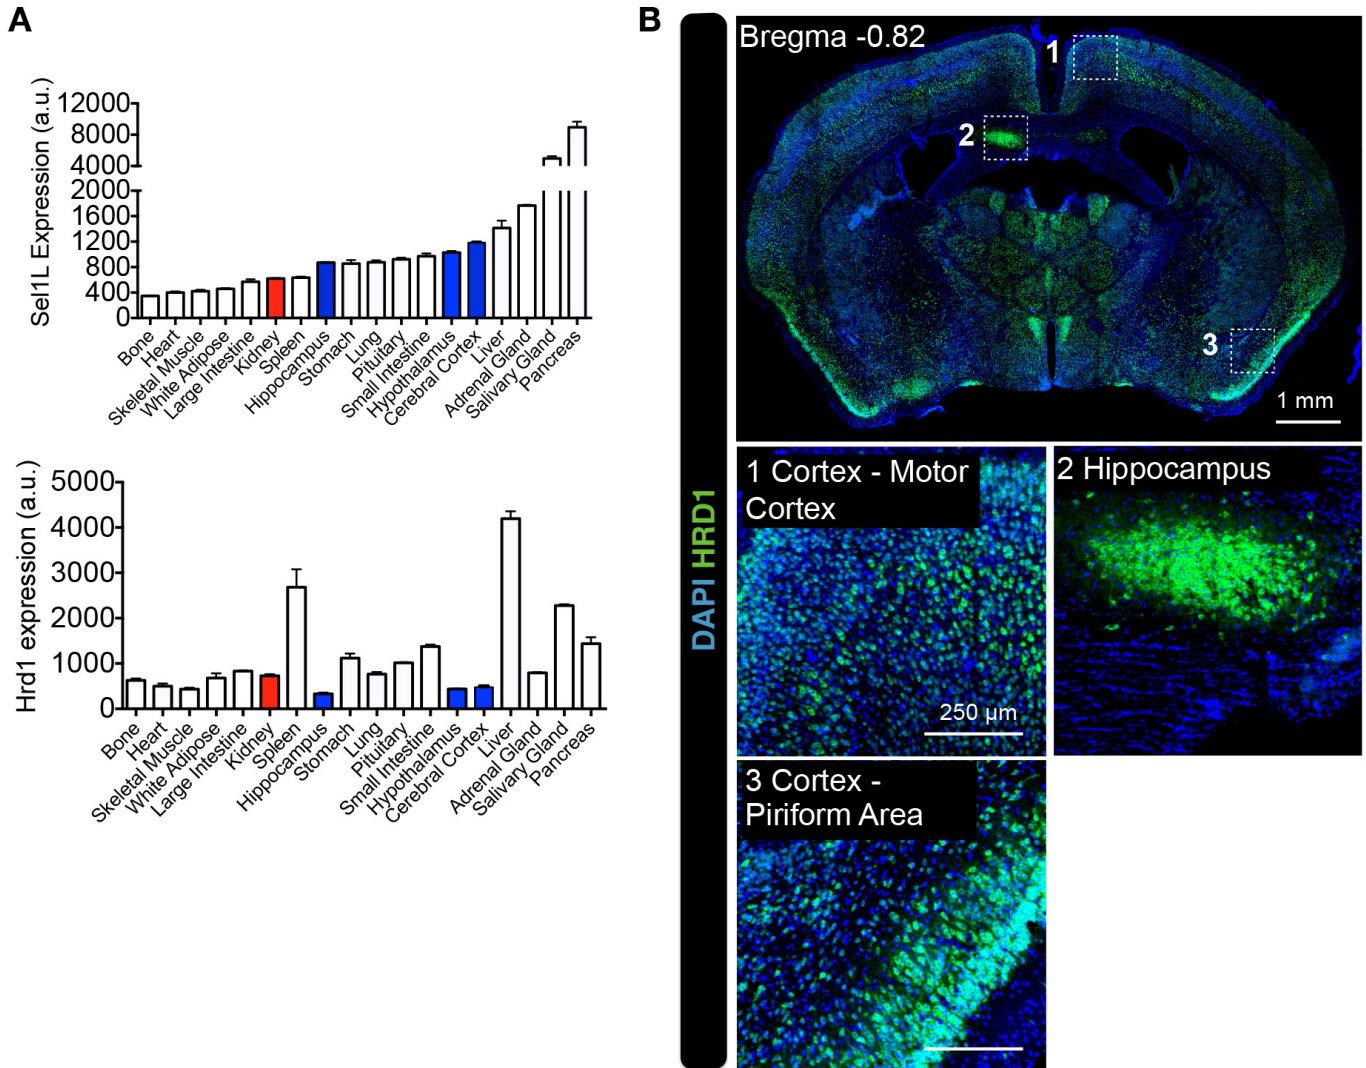 A
Sel1L Expression (a.u.)
12000
8000
4000
2000
1600
1200
800
400
0
Bone
Heart
Skeletal Muscle
White Adipose
Large Intestine
Kidney
Spleen
Hippocampus
Stomach
Lung
Pituitary
Small Intestine
Hypothalamus
Cerebral Cortex
Liver
Adrenal Gland
Salivary Gland
Pancreas
Hrd1 expression (a.u.)
5000
4000
3000
2000
1000
0
Bone
Heart
Skeletal Muscle
White Adipose
Large Intestine
Kidney
Spleen
Hippocampus
Stomach
Lung
Pituitary
Small Intestine
Hypothalamus
Cerebral Cortex
Liver
Adrenal Gland
Salivary Gland
Pancreas
B
DAPI HRD1
Bregma -0.82
1
2
3
1 mm
1 Cortex - Motor
Cortex
250 µm
2 Hippocampus
3 Cortex -
Piriform Area